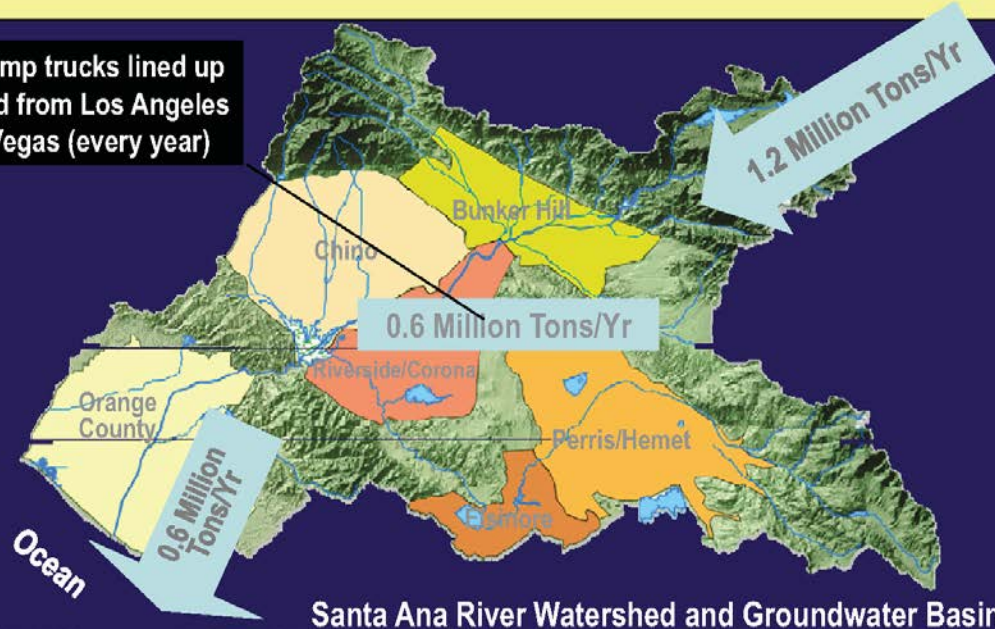 mp trucks lined up
d from Los Angeles
Vegas (every year)
1.2 Million Tons/Yr
Bunker Hill
Chino
0.6 Million Tons/Yr
Riverside/Corona
Orange
County
Perris/Hemet
0.6 Million
Tons/Yr
Elsinore
Ocean
Santa Ana River Watershed and Groundwater Basin